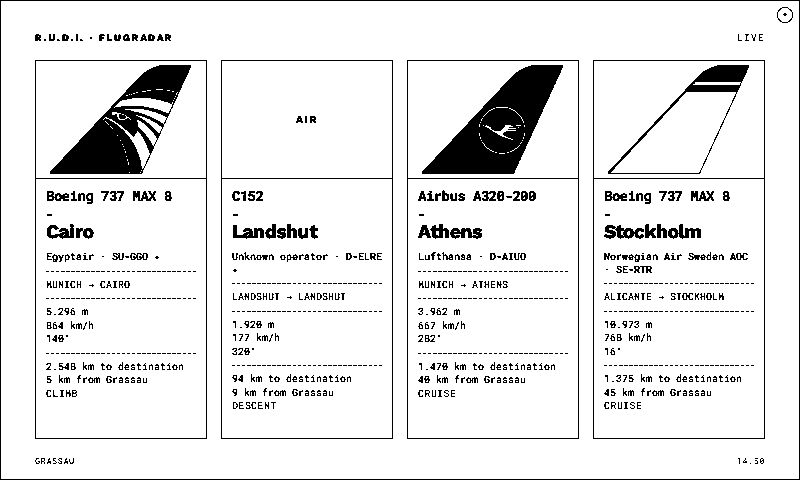 R.U.D.I. · FLUGRADAR
LIVE
Boeing 737 MAX 8
-
Cairo
Egyptair · SU-GGO ✦
MUNICH → CAIRO
5.296 m
864 km/h
140°
2.548 km to destination
5 km from Grassau
CLIMB
AIR
C152
-
Landshut
Unknown operator · D-ELRE
✦
LANDSHUT → LANDSHUT
1.920 m
177 km/h
320°
94 km to destination
9 km from Grassau
DESCENT
Airbus A320-200
-
Athens
Lufthansa · D-AIUO
MUNICH → ATHENS
3.962 m
667 km/h
282°
1.470 km to destination
40 km from Grassau
CRUISE
Boeing 737 MAX 8
-
Stockholm
Norwegian Air Sweden AOC
· SE-RTR
ALICANTE → STOCKHOLM
10.973 m
768 km/h
16°
1.375 km to destination
45 km from Grassau
CRUISE
GRASSAU
14.50